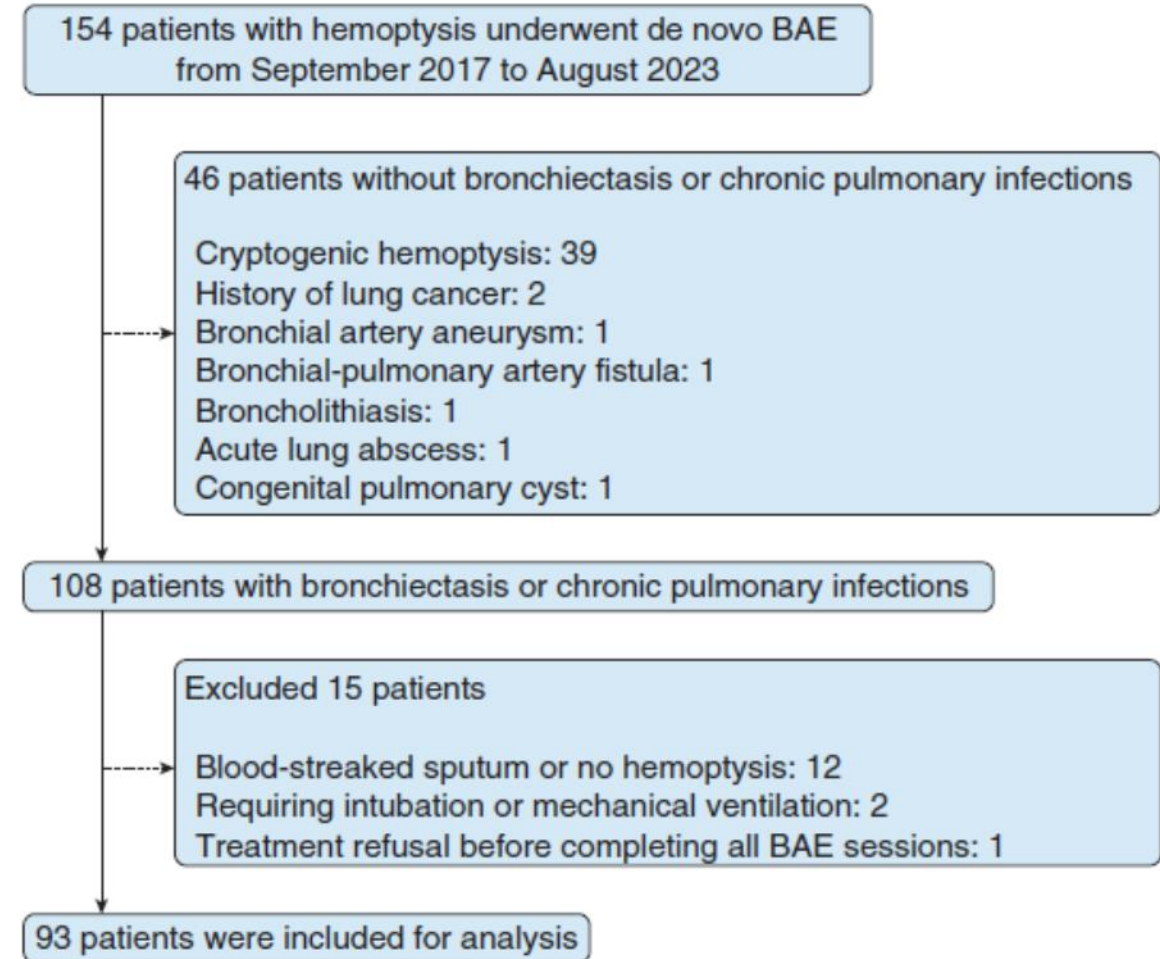 154 patients with hemoptysis underwent de novo BAE
from September 2017 to August 2023
46 patients without bronchiectasis or chronic pulmonary infections
Cryptogenic hemoptysis: 39
History of lung cancer: 2
Bronchial artery aneurysm: 1
Bronchial-pulmonary artery fistula: 1
Broncholithiasis: 1
Acute lung abscess: 1
Congenital pulmonary cyst: 1
108 patients with bronchiectasis or chronic pulmonary infections
Excluded 15 patients
Blood-streaked sputum or no hemoptysis: 12
Requiring intubation or mechanical ventilation: 2
Treatment refusal before completing all BAE sessions: 1
93 patients were included for analysis